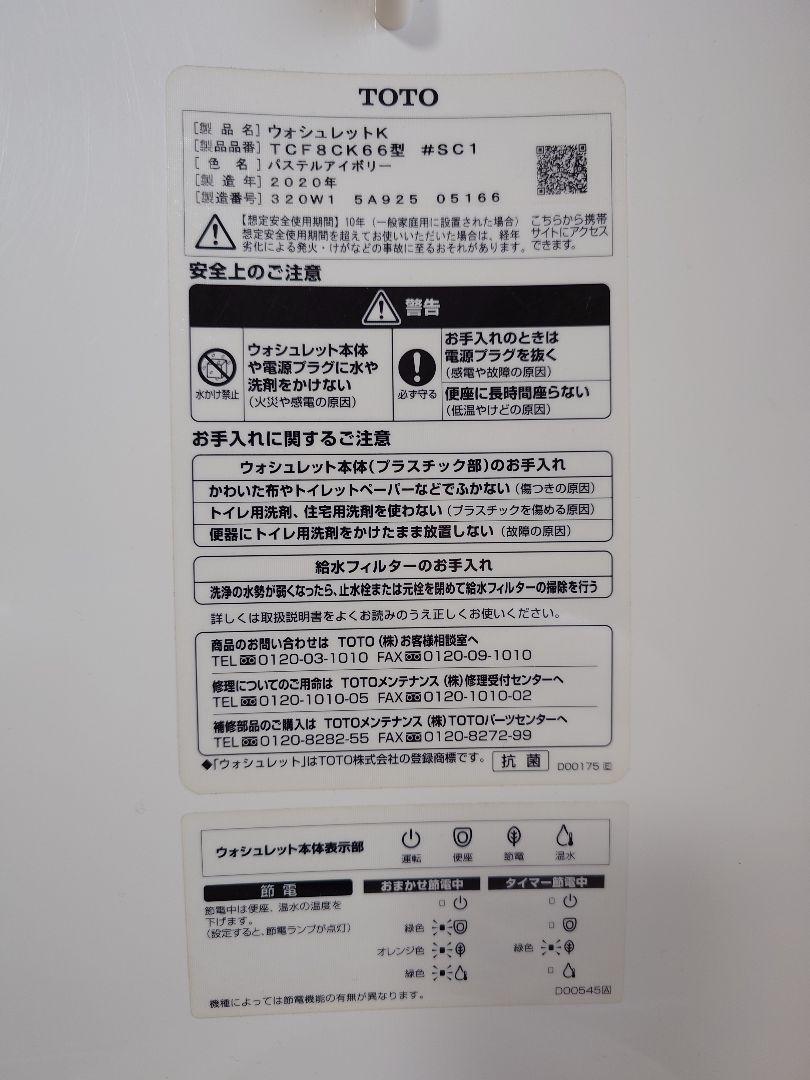 TOTO
[製品名] ウォシュレットK
[製品品番] TCF8CK66型 #SC1
[色名] パステルアイボリー
[製造年] 2020年
[製造番号] 320W1 5A925 05166
【想定安全使用期間】10年（一般家庭用に設置された場合）
想定安全使用期間を超えてお使いいただいた場合は、経年
劣化による発火・けがなどの事故に至るおそれがあります。
こちらから携帯
サイトにアクセス
できます。
安全上のご注意
警告
水かけ禁止
ウォシュレット本体
や電源プラグに水や
洗剤をかけない
（火災や感電の原因）
必ず守る
お手入れのときは
電源プラグを抜く
（感電や故障の原因）
便座に長時間座らない
（低温やけどの原因）
お手入れに関するご注意
ウォシュレット本体（プラスチック部）のお手入れ
かわいた布やトイレットペーパーなどでふかない（傷つきの原因）
トイレ用洗剤、住宅用洗剤を使わない（プラスチックを傷める原因）
便器にトイレ用洗剤をかけたまま放置しない（故障の原因）
給水フィルターのお手入れ
洗浄の水勢が弱くなったら、止水栓または元栓を閉めて給水フィルターの掃除を行う
詳しくは取扱説明書をよくお読みのうえ正しくお使いください。
商品のお問い合わせは TOTO（株）お客様相談室へ
TEL 0120-03-1010 FAX 0120-09-1010
修理についてのご用命は TOTOメンテナンス（株）修理受付センターへ
TEL 0120-1010-05 FAX 0120-1010-02
補修部品のご購入は TOTOメンテナンス（株）TOTOパーツセンターへ
TEL 0120-8282-55 FAX 0120-8272-99
◆「ウォシュレット」はTOTO株式会社の登録商標です。 抗菌 D00175 E
ウォシュレット本体表示部
運転 便座 節電 温水
節電
節電中は便座、温水の温度を
下げます。
（設定すると、節電ランプが点灯）
おまかせ節電中
緑色
オレンジ色
緑色
タイマー節電中
緑色
機種によっては節電機能の有無が異なります。
D00545 A